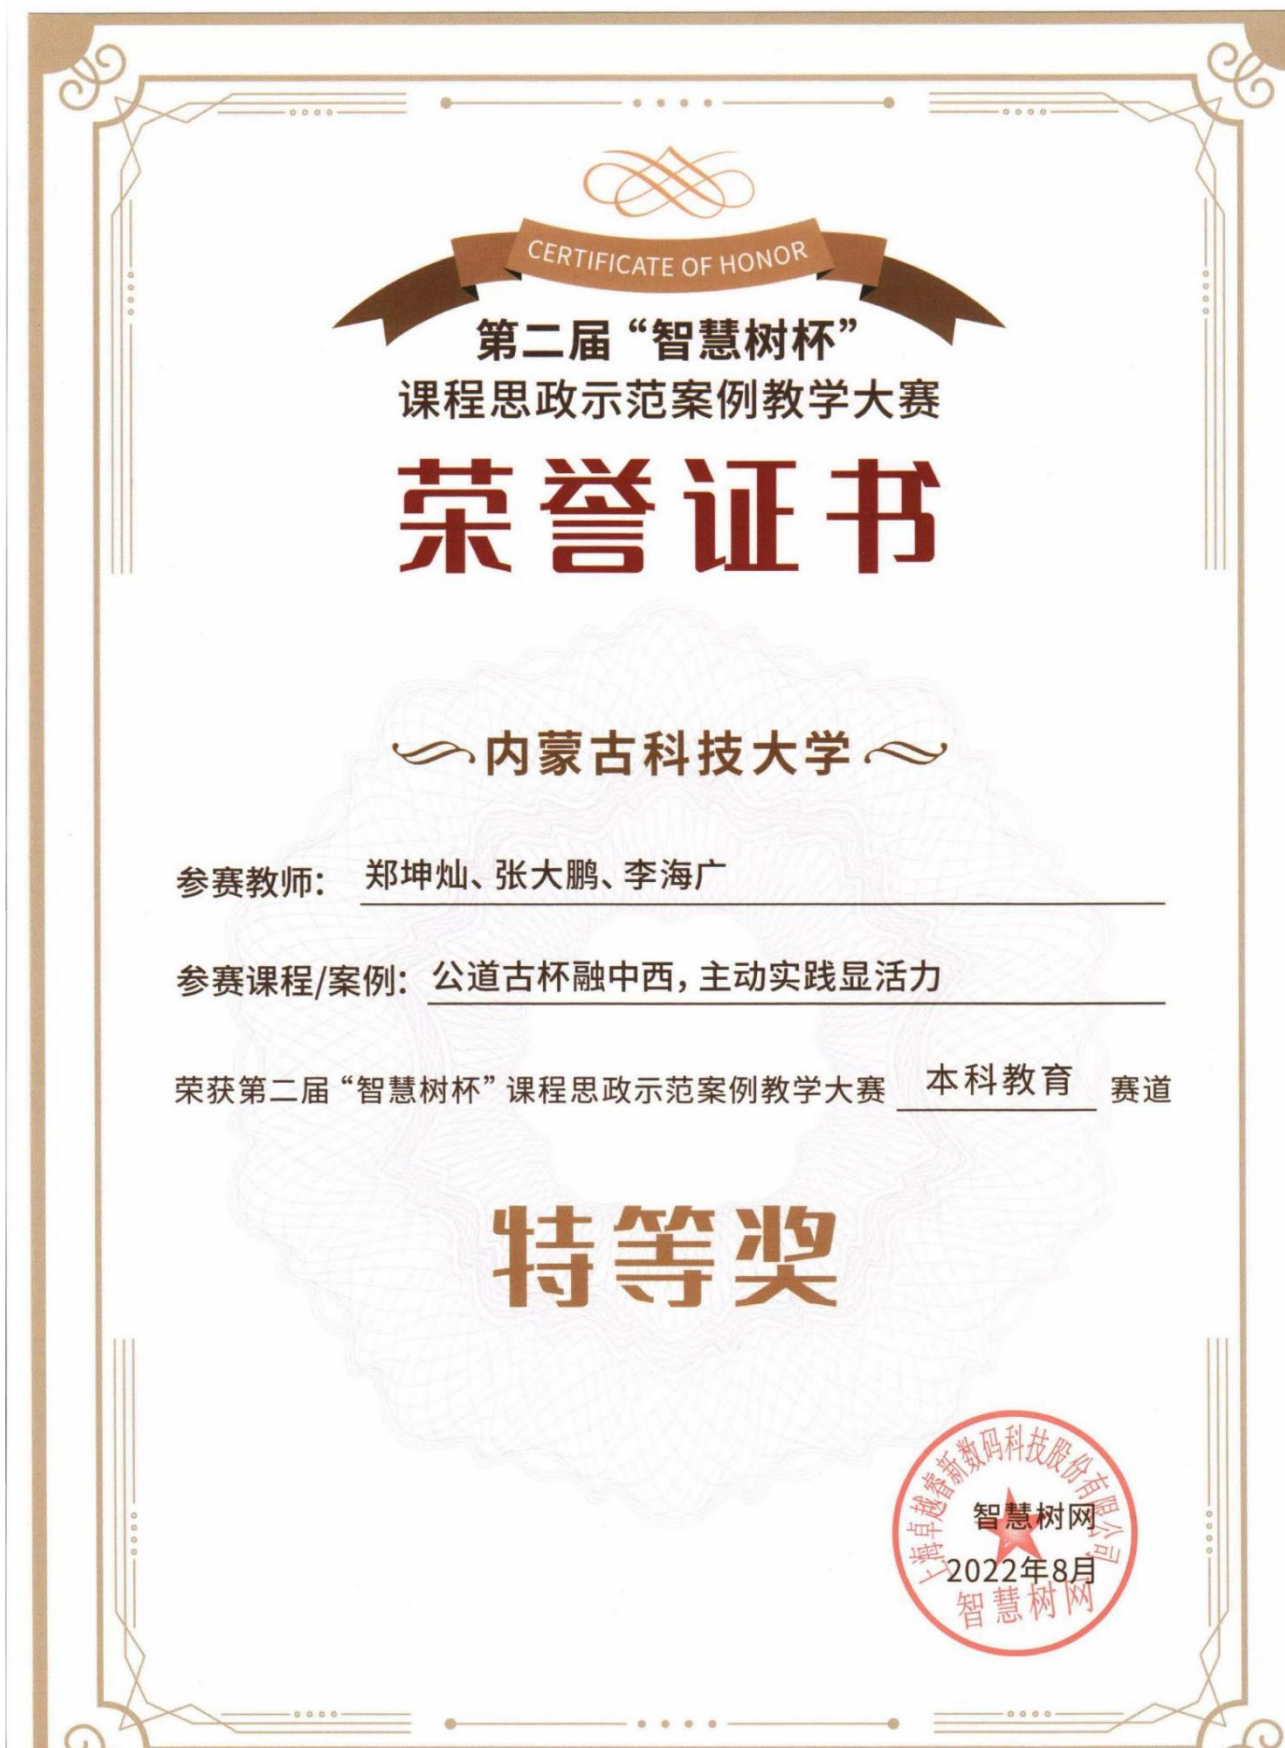 CERTIFICATE OF HONOR
第二届“智慧树杯”
课程思政示范案例教学大赛
荣誉证书
内蒙古科技大学
参赛教师： 郑坤灿、张大鹏、李海广
参赛课程/案例： 公道古杯融中西，主动实践显活力
荣获第二届“智慧树杯”课程思政示范案例教学大赛 本科教育 赛道
特等奖
上海卓越睿新数码科技股份有限公司
智慧树网
2022年8月
智慧树网